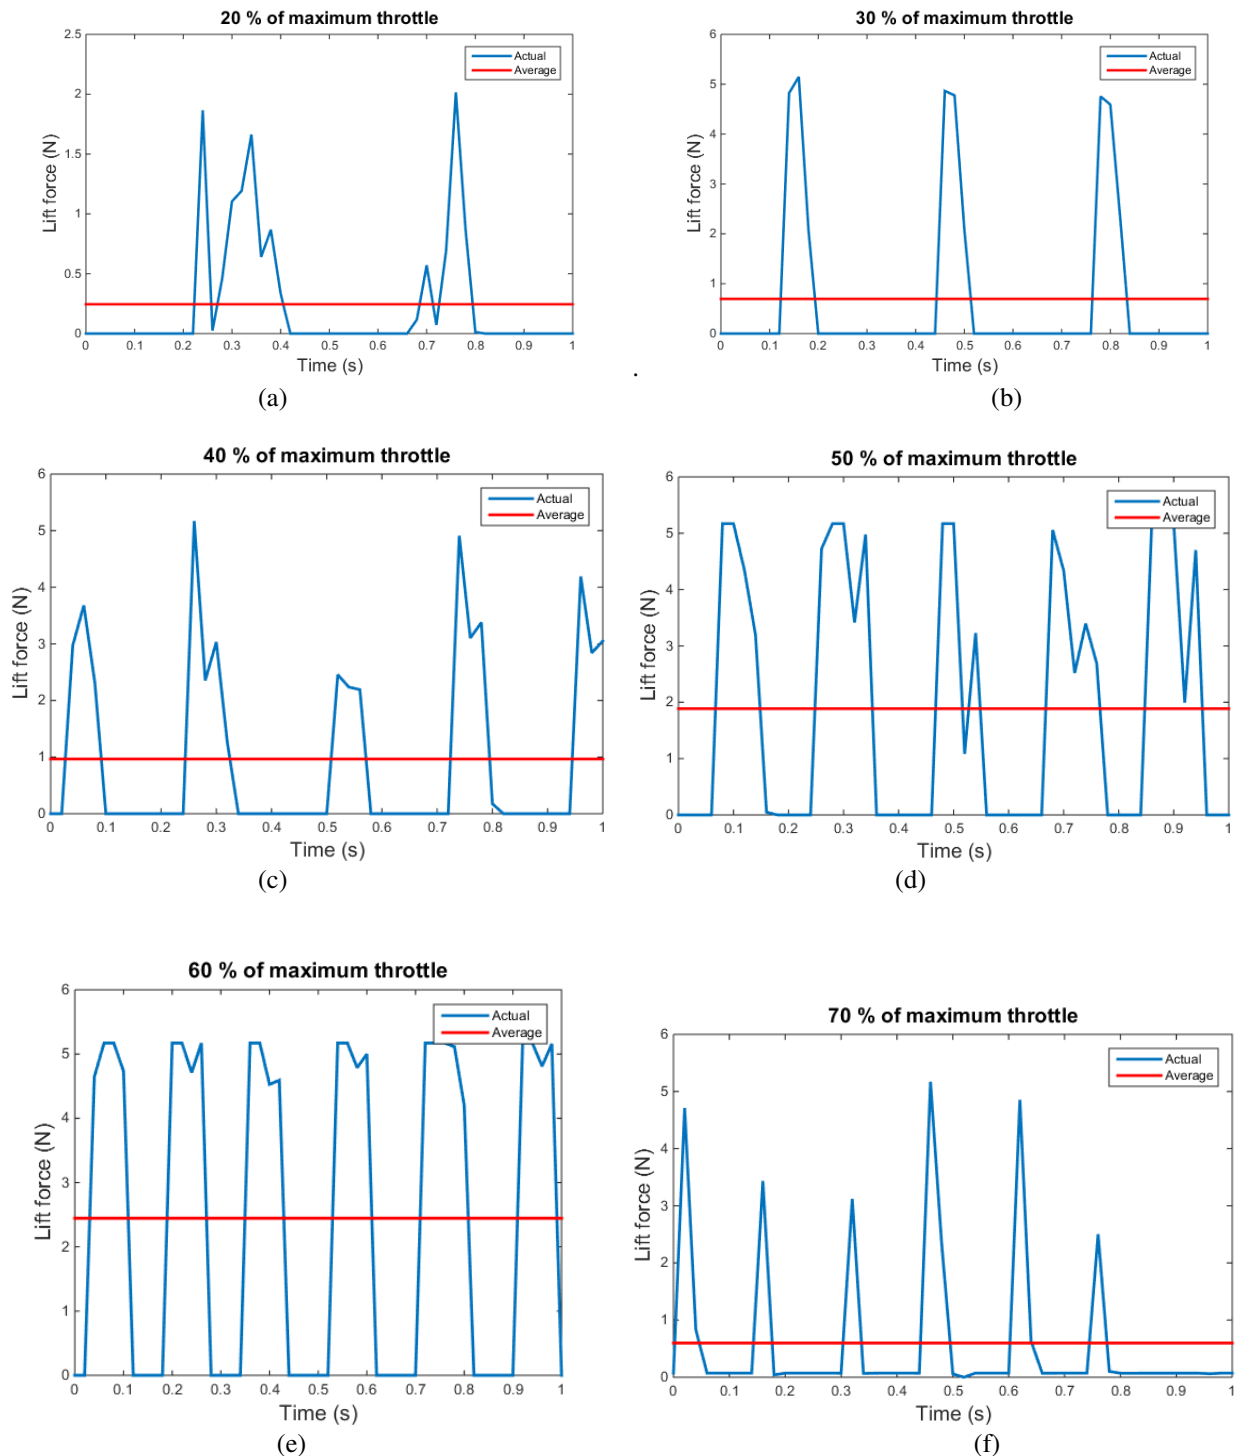 20 % of maximum throttle
2.5
2
1.5
1
0.5
0
Lift force (N)
Actual
Average
0 0.1 0.2 0.3 0.4 0.5 0.6 0.7 0.8 0.9 1
Time (s)
(a)
30 % of maximum throttle
6
5
4
3
2
1
0
Lift force (N)
Actual
Average
0 0.1 0.2 0.3 0.4 0.5 0.6 0.7 0.8 0.9 1
Time (s)
.
(b)
40 % of maximum throttle
6
5
4
3
2
1
0
Lift force (N)
Actual
Average
0 0.1 0.2 0.3 0.4 0.5 0.6 0.7 0.8 0.9 1
Time (s)
(c)
50 % of maximum throttle
6
5
4
3
2
1
0
Lift force (N)
Actual
Average
0 0.1 0.2 0.3 0.4 0.5 0.6 0.7 0.8 0.9 1
Time (s)
(d)
60 % of maximum throttle
6
5
4
3
2
1
0
Lift force (N)
Actual
Average
0 0.1 0.2 0.3 0.4 0.5 0.6 0.7 0.8 0.9 1
Time (s)
(e)
70 % of maximum throttle
6
5
4
3
2
1
0
Lift force (N)
Actual
Average
0 0.1 0.2 0.3 0.4 0.5 0.6 0.7 0.8 0.9 1
Time (s)
(f)